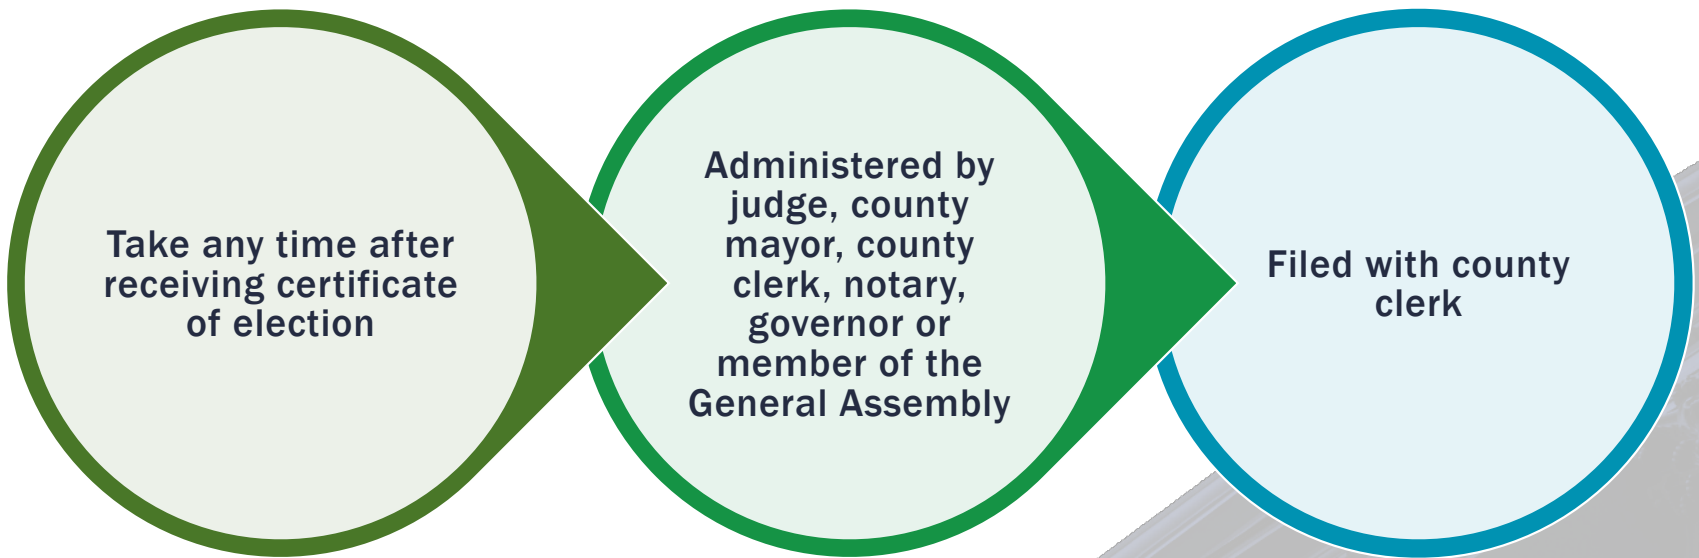 Take any time after
receiving certificate
of election
Administered by
judge, county
mayor, county
clerk, notary,
governor or
member of the
General Assembly
Filed with county
clerk